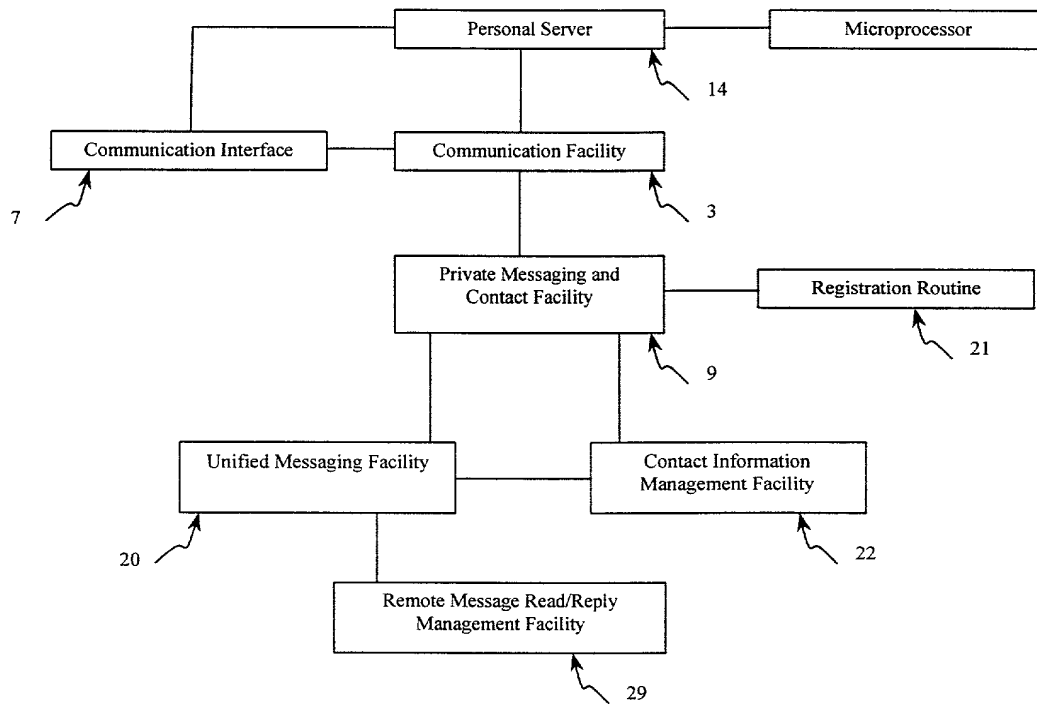 Personal Server
Microprocessor
14
Communication Interface
Communication Facility
7
3
Private Messaging and
Contact Facility
Registration Routine
9
21
Unified Messaging Facility
Contact Information
Management Facility
20
22
Remote Message Read/Reply
Management Facility
29